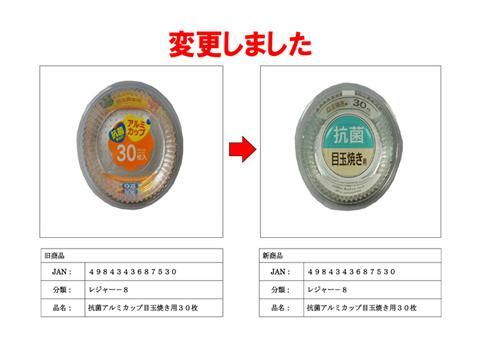 変更しました
抗菌
アルミ
カップ
30
枚入
30枚
抗菌
目玉焼き用
旧商品
JAN： ４９８４３４３６８７５３０
分類： レジャー－８
品名： 抗菌アルミカップ目玉焼き用３０枚
新商品
JAN： ４９８４３４３６８７５３０
分類： レジャー－８
品名： 抗菌アルミカップ目玉焼き用３０枚